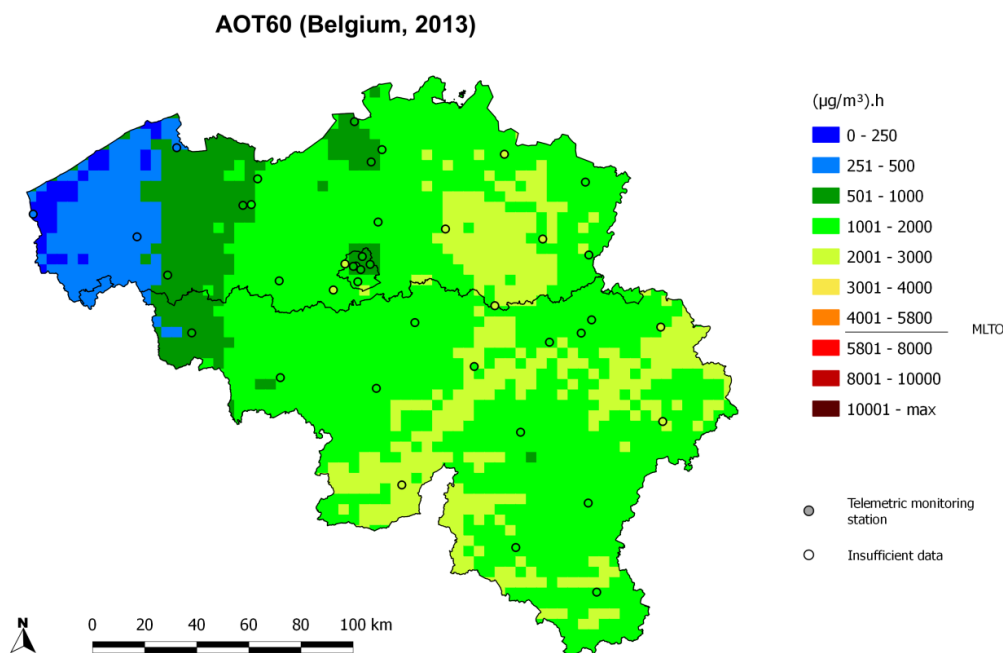 AOT60 (Belgium, 2013)
(µg/m³).h
0 - 250
251 - 500
501 - 1000
1001 - 2000
2001 - 3000
3001 - 4000
4001 - 5800
MLTO
5801 - 8000
8001 - 10000
10001 - max
Telemetric monitoring
station
Insufficient data
N
0 20 40 60 80 100 km